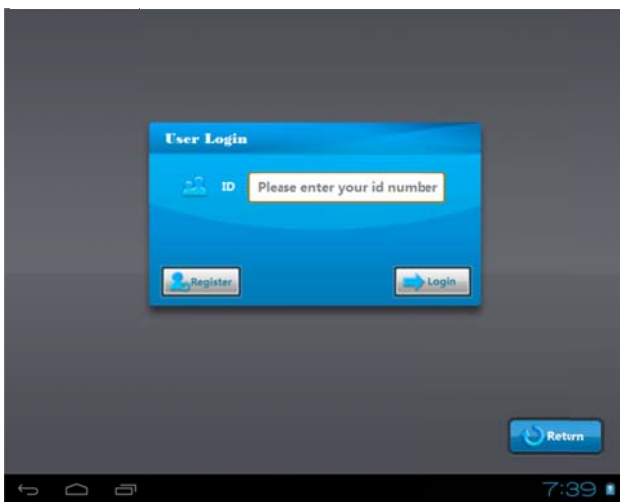 User Login
ID Please enter your id number
Register Login
Return
7:39